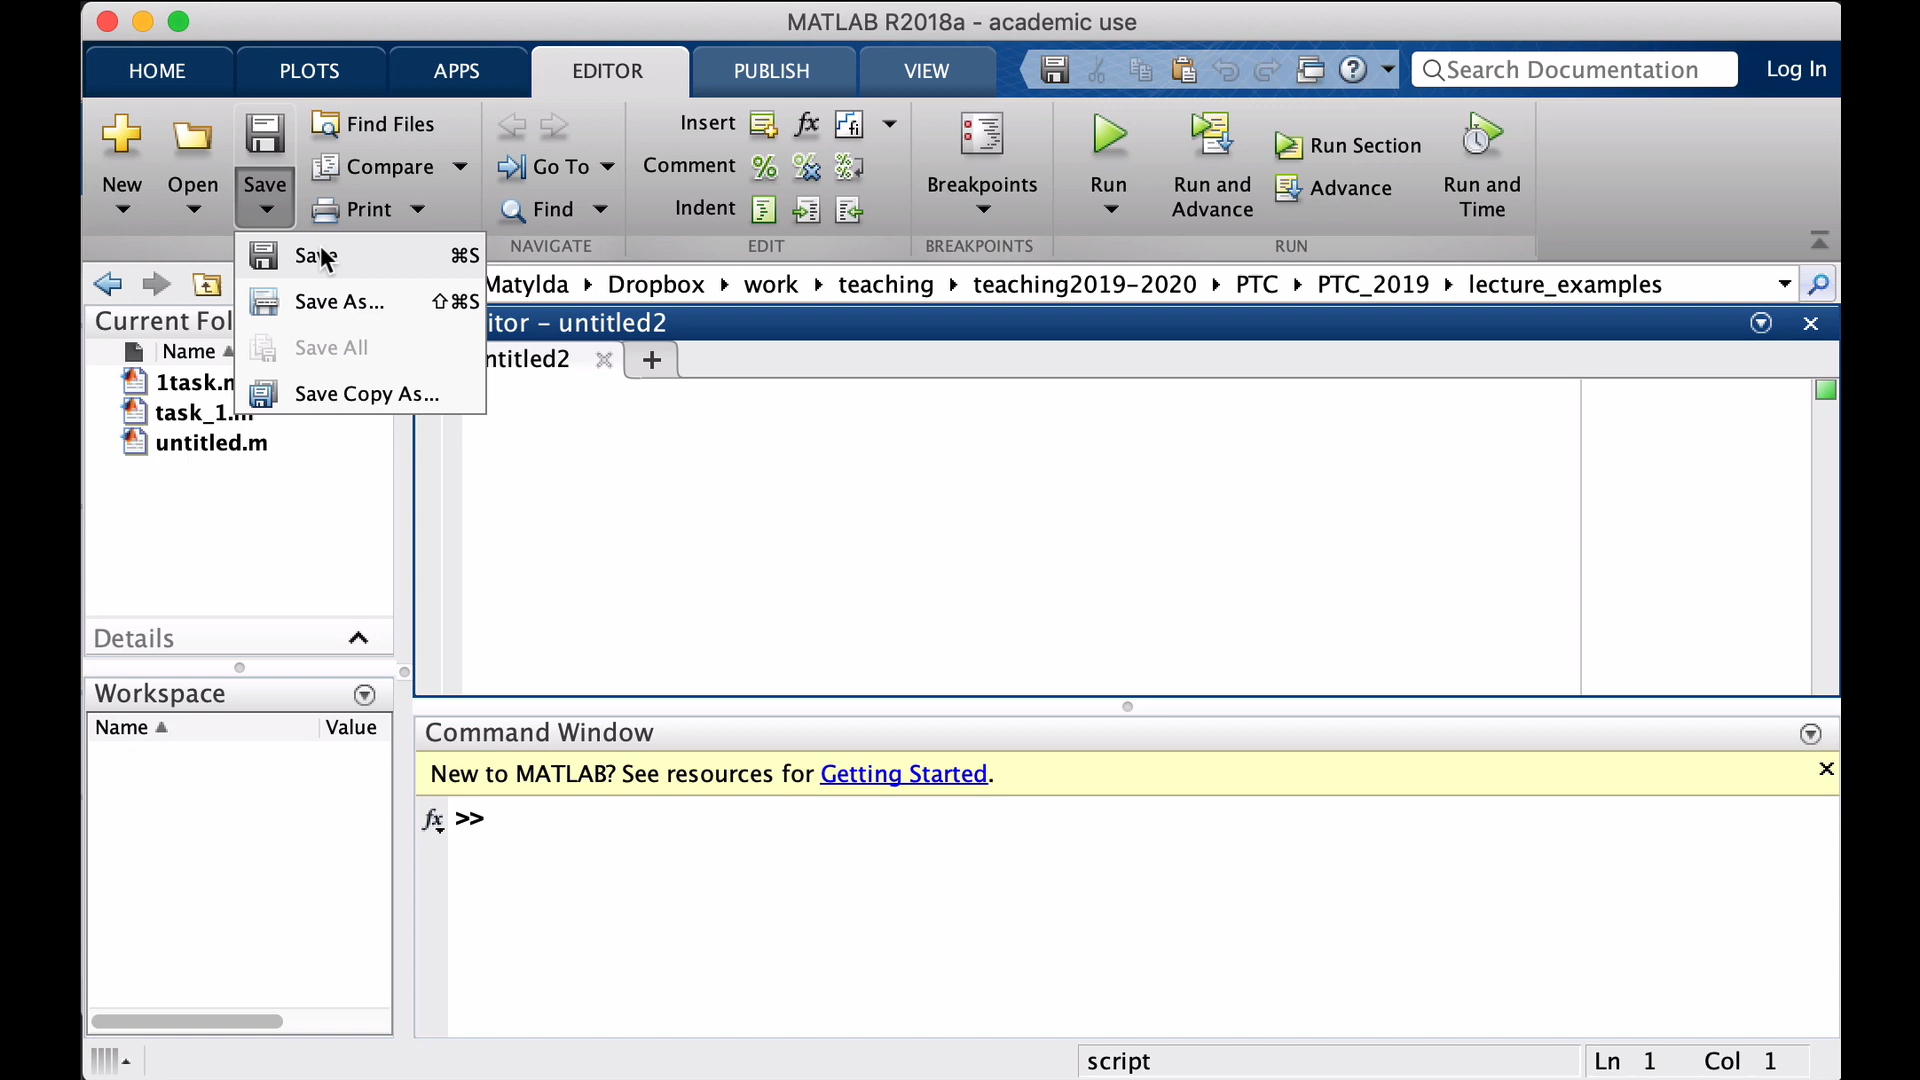 MATLAB R2018a - academic use
HOME PLOTS APPS EDITOR PUBLISH VIEW Search Documentation Log In
New Open Save Find Files Compare Print
Go To Find
Insert Comment Indent
Breakpoints Run Run and Advance Run Section Advance Run and Time
NAVIGATE EDIT BREAKPOINTS RUN
Save ⌘S
Save As... ⇧⌘S
Save All
Save Copy As...
Matylda ▸ Dropbox ▸ work ▸ teaching ▸ teaching2019-2020 ▸ PTC ▸ PTC_2019 ▸ lecture_examples
Current Fol
itor - untitled2
Name
ntitled2 +
1task.m
task_1.m
untitled.m
Details
Workspace
Name Value
Command Window
New to MATLAB? See resources for Getting Started.
fx >>
script Ln 1 Col 1